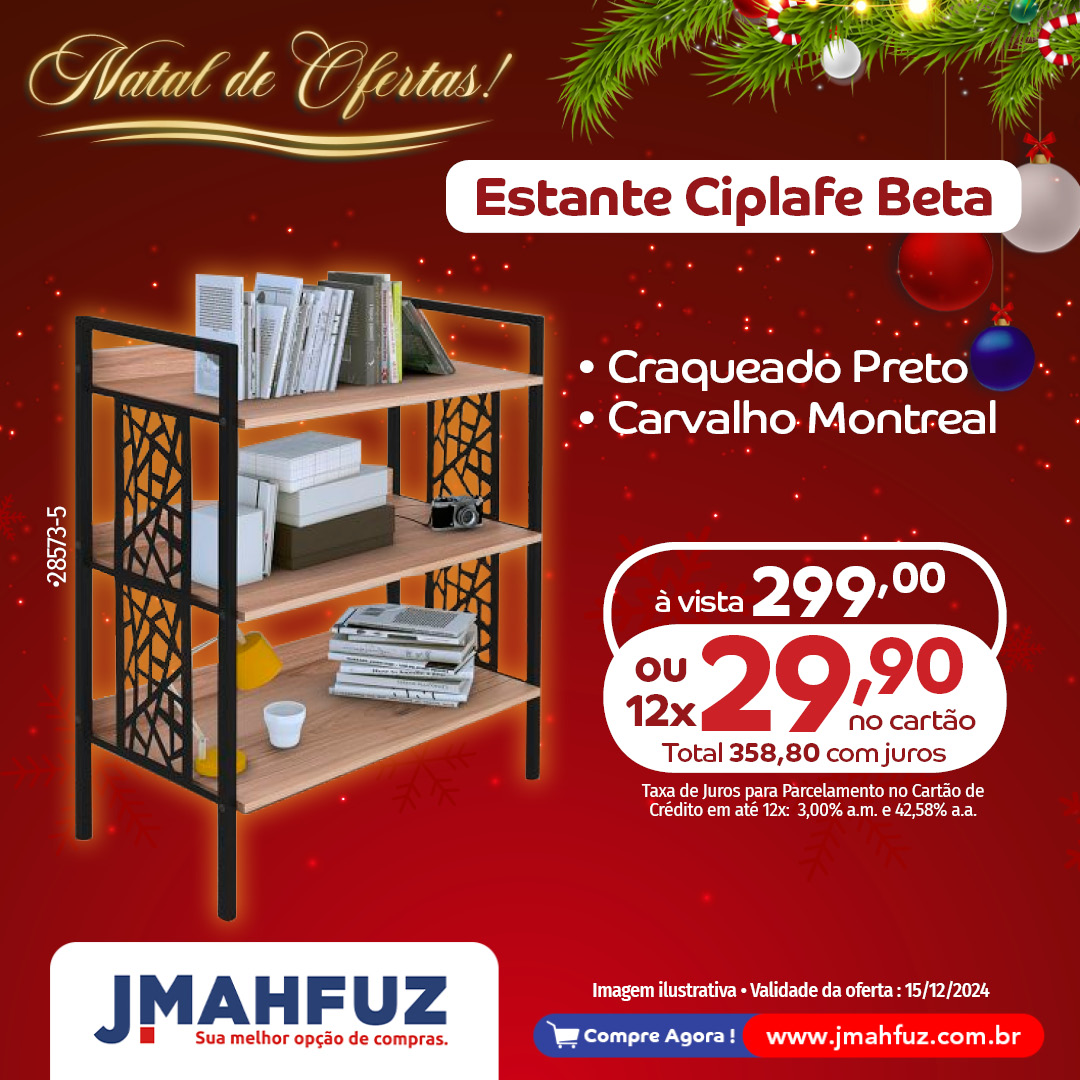 Natal de Ofertas!
Estante Ciplafe Beta
• Craqueado Preto
• Carvalho Montreal
•28573-5
à vista 299,00
ou
12x 29,90
no cartão
Total 358,80 com juros
Taxa de Juros para Parcelamento no Cartão de
Crédito em até 12x: 3,00% a.m. e 42,58% a.a.
JMAHFUZ
Sua melhor opção de compras.
Imagem ilustrativa • Validade da oferta : 15/12/2024
Compre Agora !
www.jmahfuz.com.br